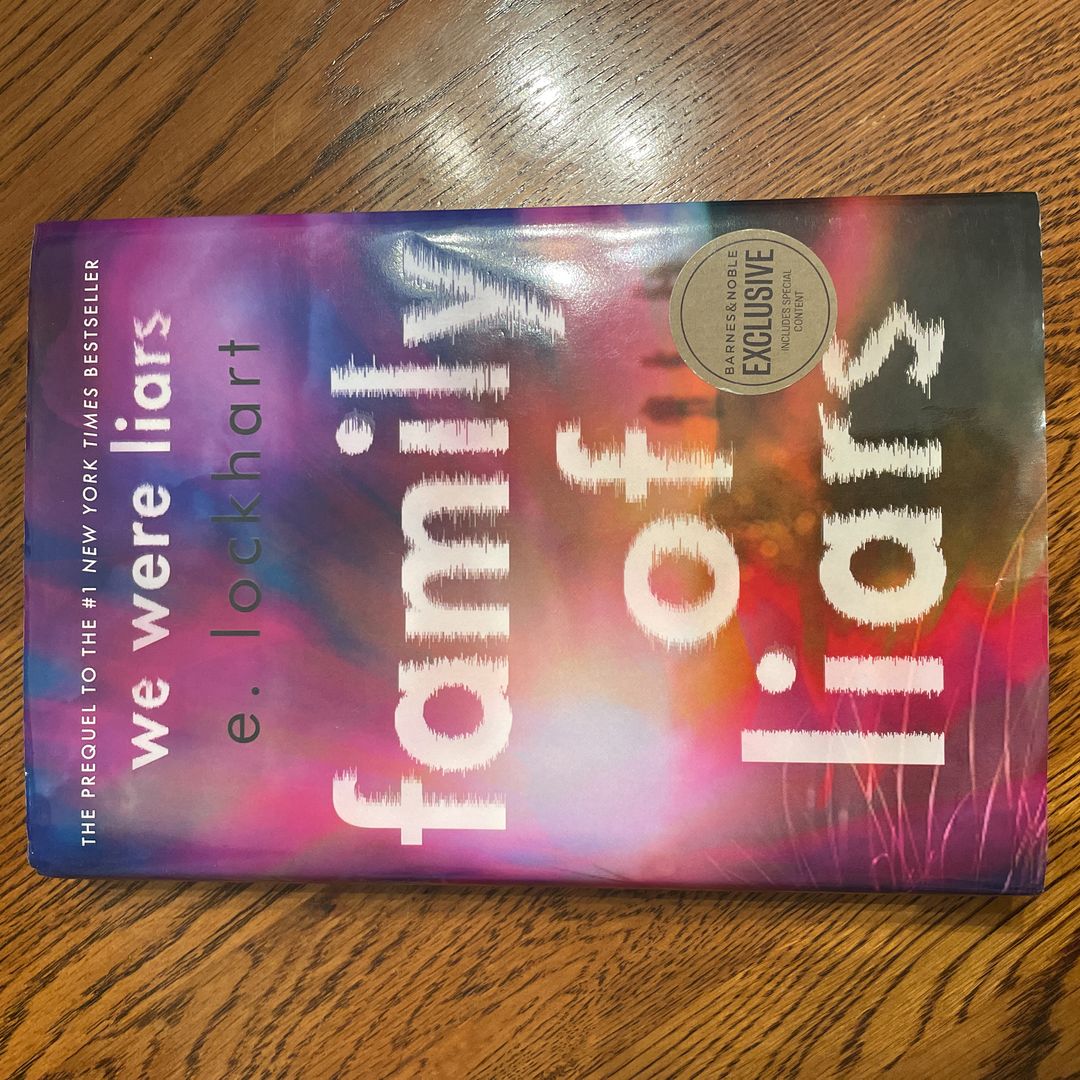 THE PREQUEL TO THE #1 NEW YORK TIMES BESTSELLER
we were liars
e. lockhart
family
of
liars
BARNES&NOBLE
EXCLUSIVE
INCLUDES SPECIAL
CONTENT